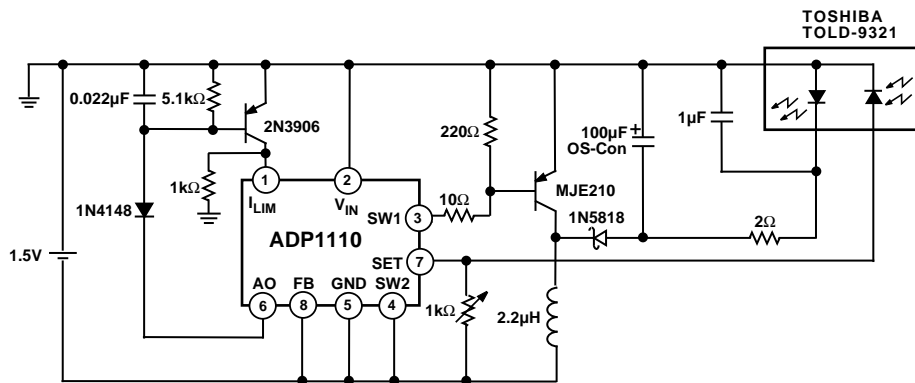 TOSHIBA
TOLD-9321
0.022µF
5.1kΩ
2N3906
220Ω
100µF
+
OS-Con
1µF
1kΩ
1
2
I LIM
V IN
MJE210
1N4148
SW1
3
10Ω
1N5818
2Ω
ADP1110
1.5V
SET
7
AO
FB
GND
SW2
1kΩ
2.2µH
6
8
5
4